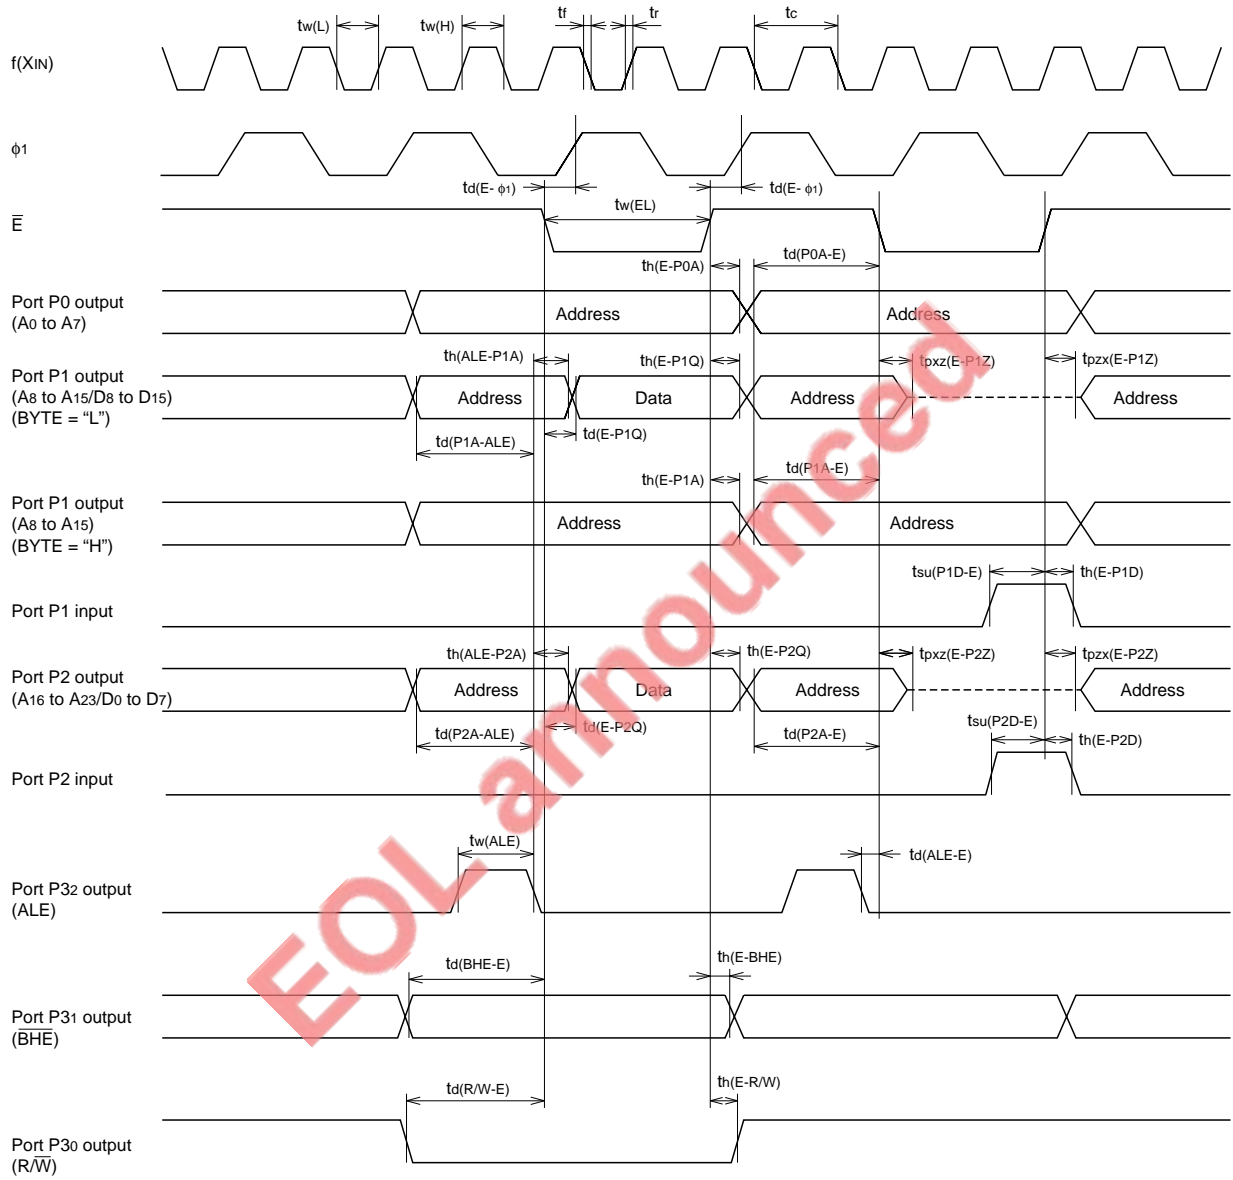 tw(L) tw(H) tf tr tc
f(XIN)
ϕ1
td(E- ϕ1) td(E- ϕ1)
tw(EL)
E
th(E-P0A) td(P0A-E)
Port P0 output
(A0 to A7)
Address Address
th(ALE-P1A) th(E-P1Q) tpxz(E-P1Z) tpzx(E-P1Z)
Port P1 output
(A8 to A15/D8 to D15)
(BYTE = “L”)
Address Data Address Address
td(P1A-ALE) td(E-P1Q)
th(E-P1A) td(P1A-E)
Port P1 output
(A8 to A15)
(BYTE = “H”)
Address Address
tsu(P1D-E) th(E-P1D)
Port P1 input
th(ALE-P2A) th(E-P2Q) tpxz(E-P2Z) tpzx(E-P2Z)
Port P2 output
(A16 to A23/D0 to D7)
Address Data Address Address
td(P2A-ALE) td(E-P2Q) td(P2A-E) tsu(P2D-E) th(E-P2D)
Port P2 input
tw(ALE) td(ALE-E)
Port P32 output
(ALE)
td(BHE-E) th(E-BHE)
Port P31 output
(BHE)
td(R/W-E) th(E-R/W)
Port P30 output
(R/W)
EOL announced